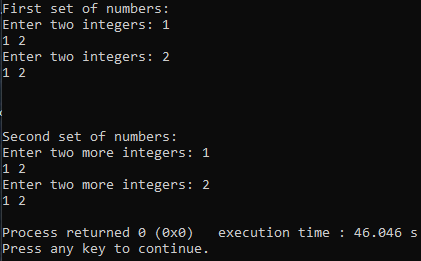 First set of numbers:
Enter two integers: 1
1 2
Enter two integers: 2
1 2
Second set of numbers:
Enter two more integers: 1
1 2
Enter two more integers: 2
1 2
Process returned 0 (0x0)   execution time : 46.046 s
Press any key to continue.